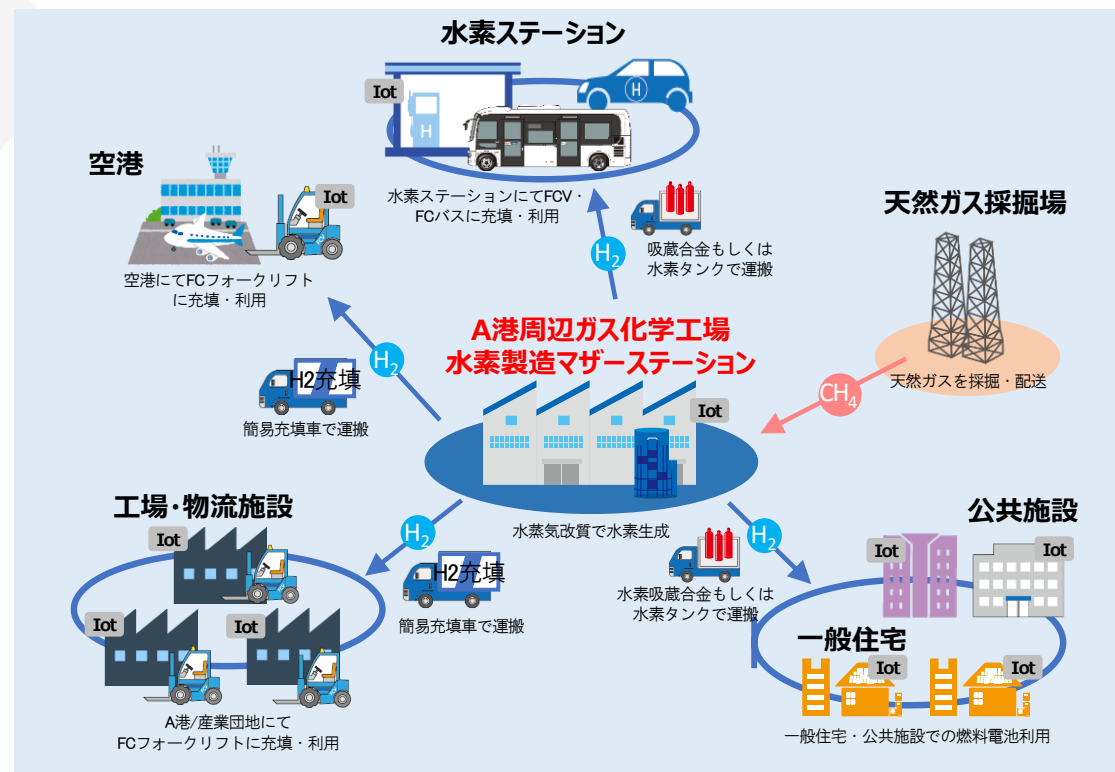 水素ステーション
Iot
H
H
水素ステーションにてFCV・
FCバスに充填・利用
空港
Iot
空港にてFCフォークリフト
に充填・利用
H2
吸蔵合金もしくは
水素タンクで運搬
天然ガス採掘場
天然ガスを採掘・配送
CH4
A港周辺ガス化学工場
水素製造マザーステーション
Iot
水蒸気改質で水素生成
H2
H2充填
簡易充填車で運搬
工場・物流施設
Iot
Iot
Iot
A港/産業団地にて
FCフォークリフトに充填・利用
H2
H2充填
簡易充填車で運搬
H2
水素吸蔵合金もしくは
水素タンクで運搬
公共施設
Iot
Iot
一般住宅
Iot
Iot
一般住宅・公共施設での燃料電池利用